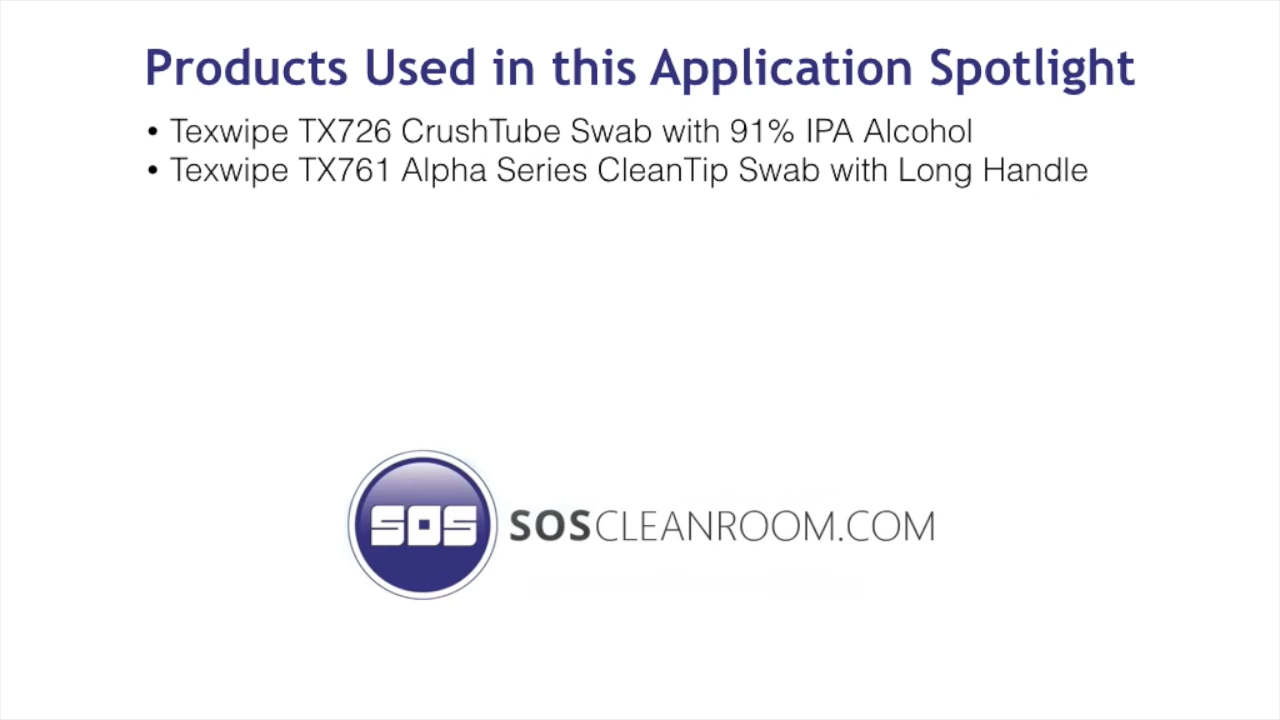 Products Used in this Application Spotlight
• Texwipe TX726 CrushTube Swab with 91% IPA Alcohol
• Texwipe TX761 Alpha Series CleanTip Swab with Long Handle
SOS SOSCLEANROOM.COM